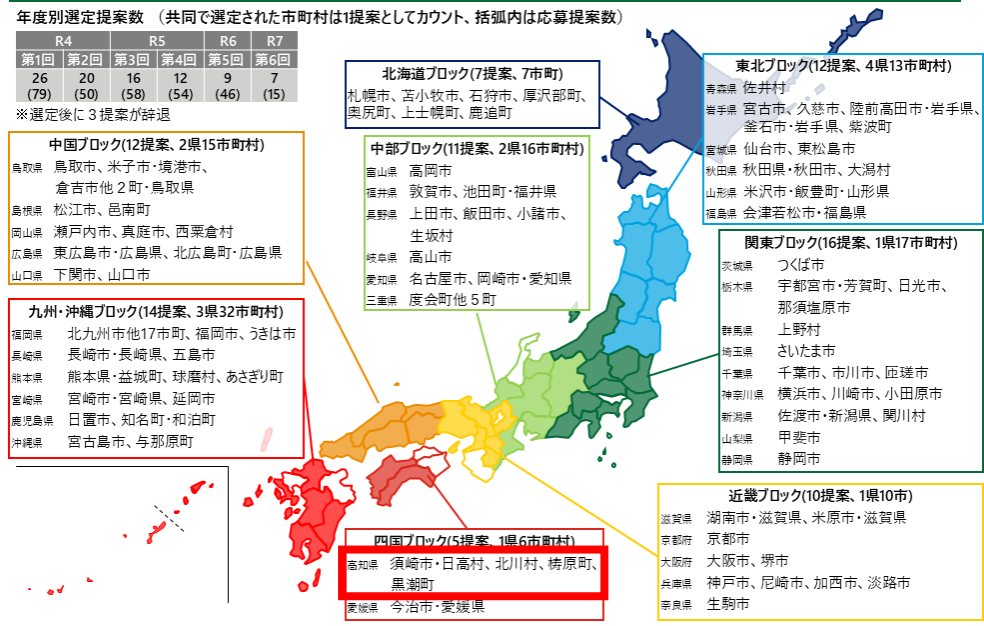 年度別選定提案数 （共同で選定された市町村は1提案としてカウント、括弧内は応募提案数）
R4 R5 R6 R7
第1回 第2回 第3回 第4回 第5回 第6回
26 20 16 12 9 7
(79) (50) (58) (54) (46) (15)
※選定後に３提案が辞退
北海道ブロック(7提案、7市町)
札幌市、苫小牧市、石狩市、厚沢部町、
奥尻町、上士幌町、鹿追町
東北ブロック(12提案、4県13市町村)
青森県 佐井村
岩手県 宮古市、久慈市、陸前高田市・岩手県、
釜石市・岩手県、紫波町
宮城県 仙台市、東松島市
秋田県 秋田県・秋田市、大潟村
山形県 米沢市・飯豊町・山形県
福島県 会津若松市・福島県
中国ブロック(12提案、2県15市町村)
鳥取県 鳥取市、米子市・境港市、
倉吉市他２町・鳥取県
島根県 松江市、邑南町
岡山県 瀬戸内市、真庭市、西粟倉村
広島県 東広島市・広島県、北広島町・広島県
山口県 下関市、山口市
中部ブロック(11提案、2県16市町村)
富山県 高岡市
福井県 敦賀市、池田町・福井県
長野県 上田市、飯田市、小諸市、
生坂村
岐阜県 高山市
愛知県 名古屋市、岡崎市・愛知県
三重県 度会町他５町
関東ブロック(16提案、1県17市町村)
茨城県 つくば市
栃木県 宇都宮市・芳賀町、日光市、
那須塩原市
群馬県 上野村
埼玉県 さいたま市
千葉県 千葉市、市川市、匝瑳市
神奈川県 横浜市、川崎市、小田原市
新潟県 佐渡市・新潟県、関川村
山梨県 甲斐市
静岡県 静岡市
九州・沖縄ブロック(14提案、3県32市町村)
福岡県 北九州市他17市町、福岡市、うきは市
長崎県 長崎市・長崎県、五島市
熊本県 熊本県・益城町、球磨村、あさぎり町
宮崎県 宮崎市・宮崎県、延岡市
鹿児島県 日置市、知名町・和泊町
沖縄県 宮古島市、与那原町
近畿ブロック(10提案、1県10市)
滋賀県 湖南市・滋賀県、米原市・滋賀県
京都府 京都市
大阪府 大阪市、堺市
兵庫県 神戸市、尼崎市、加西市、淡路市
奈良県 生駒市
四国ブロック(5提案、1県6市町村)
高知県 須崎市・日高村、北川村、梼原町、
黒潮町
愛媛県 今治市・愛媛県